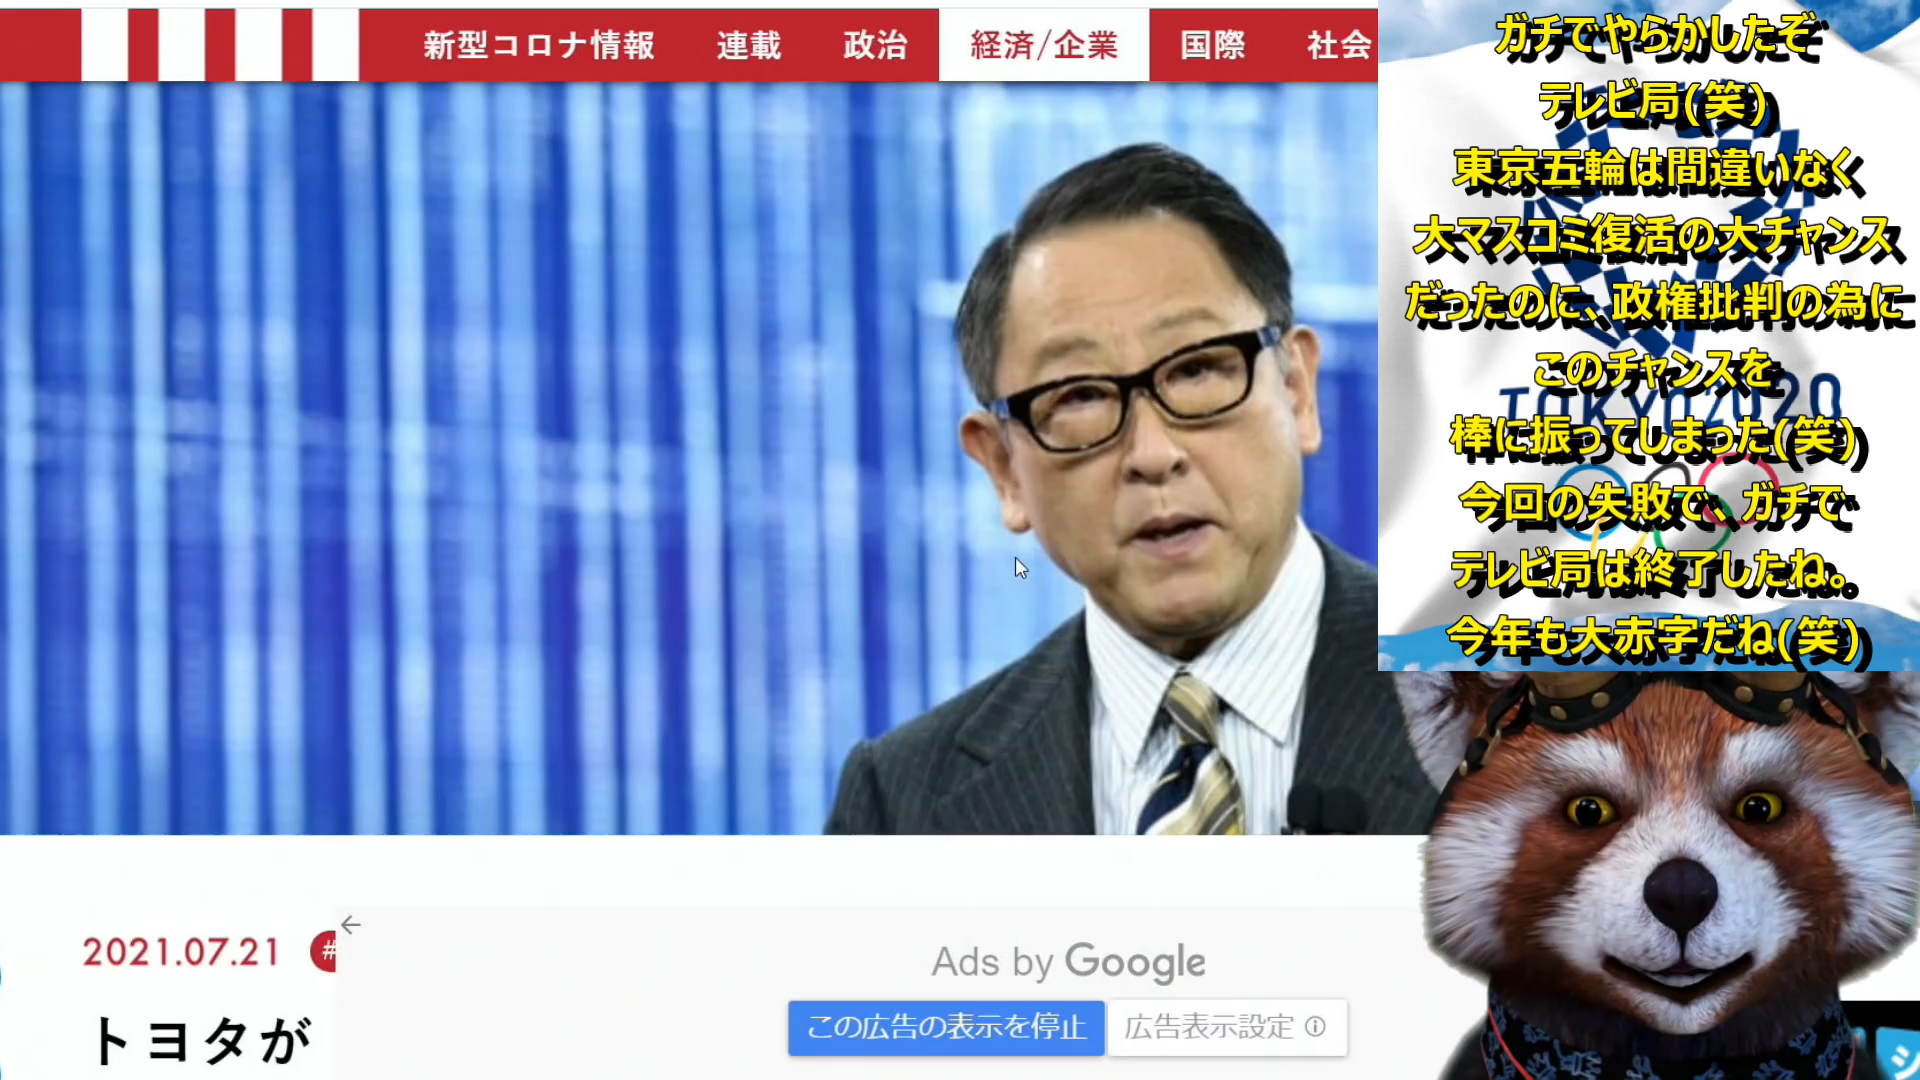 新型コロナ情報 連載 政治 経済/企業 国際 社会
ガチでやらかしたぞ
テレビ局(笑)
東京五輪は間違いなく
大マスコミ復活の大チャンス
だったのに、政権批判の為に
このチャンスを
棒に振ってしまった(笑)
今回の失敗で、ガチで
テレビ局は終了したね。
今年も大赤字だね(笑)
TOKYO 2020
2021.07.21 #
トヨタが
Ads by Google
この広告の表示を停止 広告表示設定